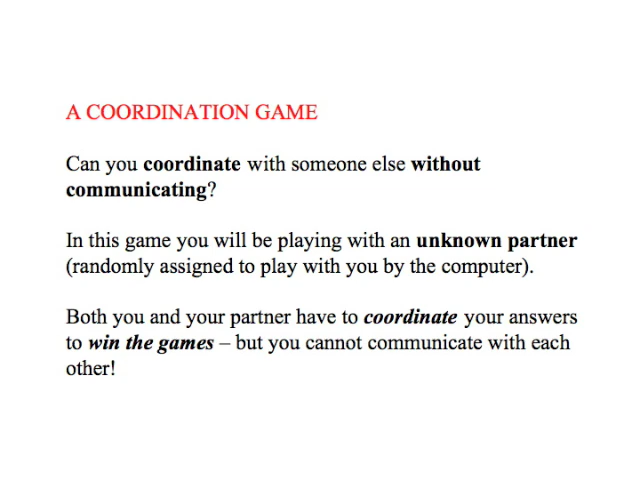 A COORDINATION GAME
Can you coordinate with someone else without
communicating?
In this game you will be playing with an unknown partner
(randomly assigned to play with you by the computer).
Both you and your partner have to coordinate your answers
to win the games – but you cannot communicate with each
other!